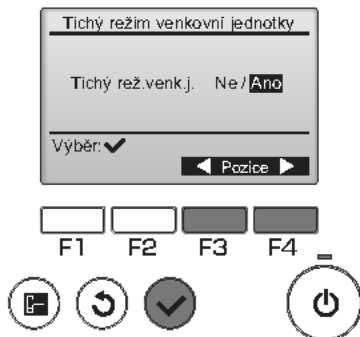 Tichý režim venkovní jednotky
Tichý rež.venk.j. Ne / Ano
Výběr:✔
◀ Pozice ▶
F1 F2 F3 F4